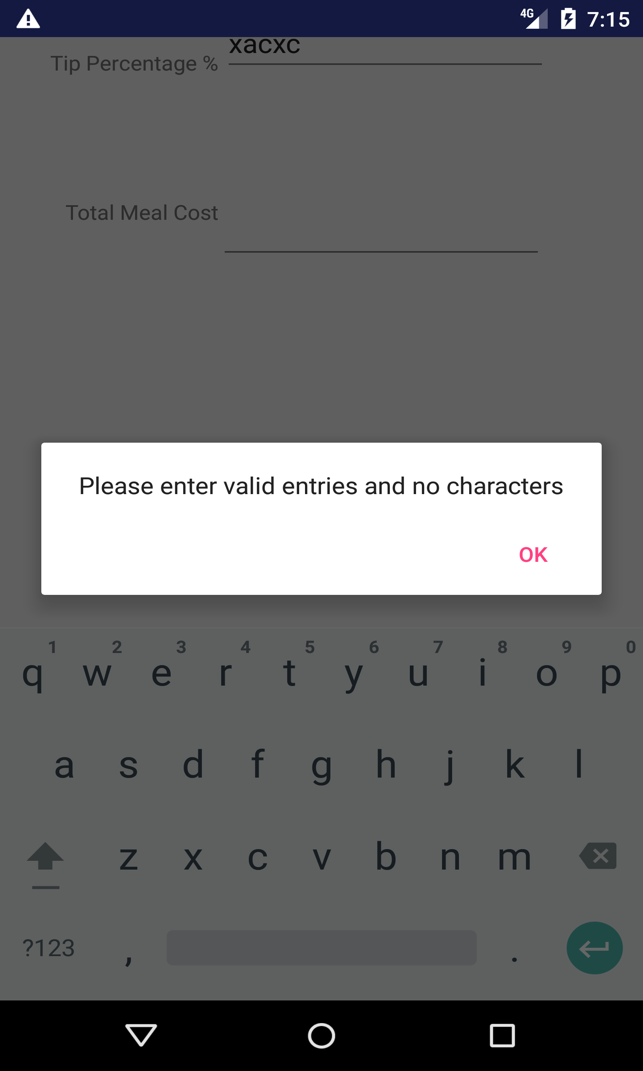 4G 7:15
xacxc
Tip Percentage %
Total Meal Cost
Please enter valid entries and no characters
OK
1 2 3 4 5 6 7 8 9 0
q w e r t y u i o p
a s d f g h j k l
z x c v b n m
?123 , .